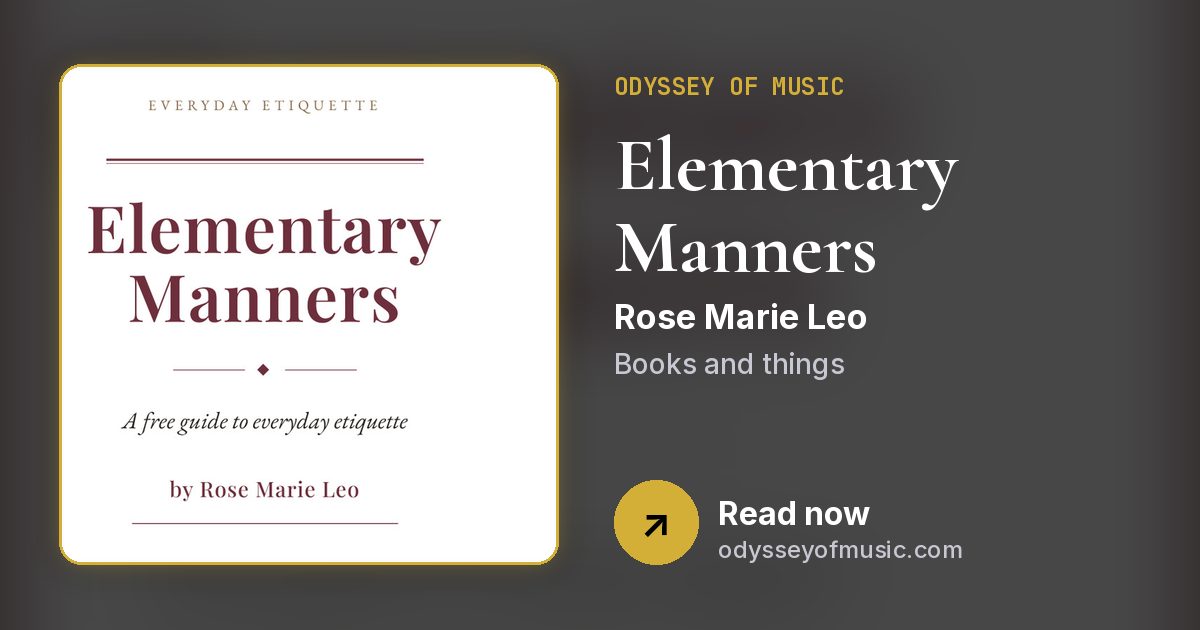 EVERYDAY ETIQUETTE
Elementary
Manners
A free guide to everyday etiquette
by Rose Marie Leo
ODYSSEY OF MUSIC
Elementary
Manners
Rose Marie Leo
Books and things
Read now
odysseyofmusic.com